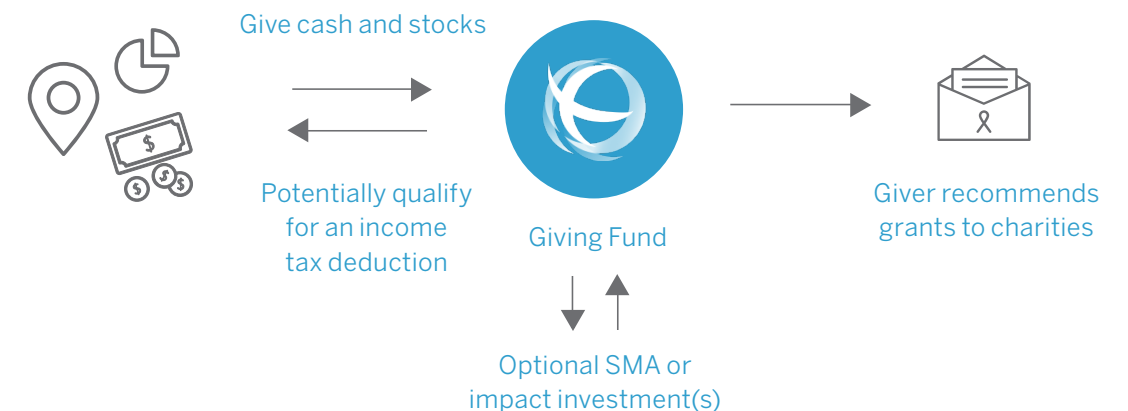 Give cash and stocks
$
$
$
$
Potentially qualify
for an income
tax deduction
Giving Fund
Giver recommends
grants to charities
Optional SMA or
impact investment(s)